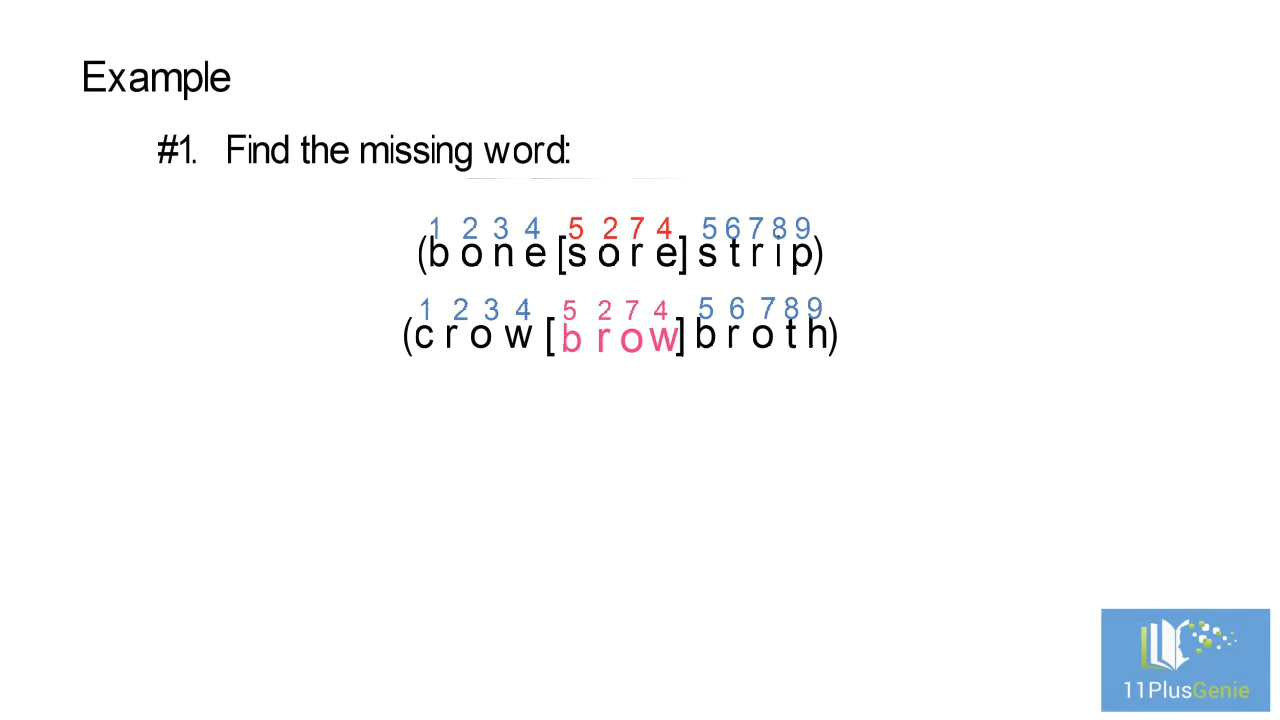 Example
#1. Find the missing word:
1 2 3 4 5 2 7 4 5 6 7 8 9
(b o n e [s o r e] s t r i p)
1 2 3 4 5 2 7 4 5 6 7 8 9
(c r o w [b r o w] b r o t h)
11PlusGenie